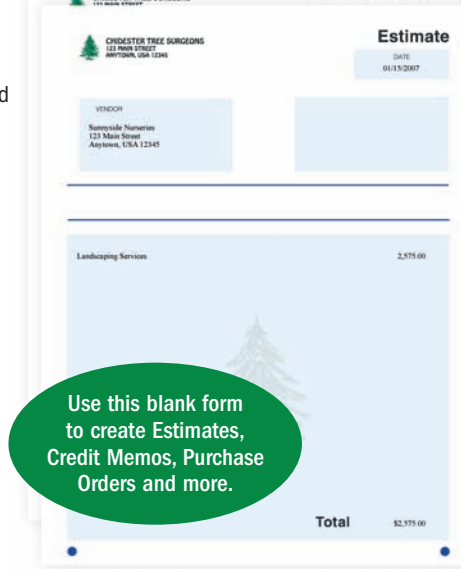 d
CHIDESTER TREE SURGEONS
Estimate
123 MAIN STREET
ANYTOWN, USA 12345
DATE
01/15/2007
VENDOR
Sunnyside Nurseries
123 Main Street
Anytown, USA 12345
Landscaping Services 2,575.00
Use this blank form
to create Estimates,
Credit Memos, Purchase
Orders and more.
Total $2,575.00